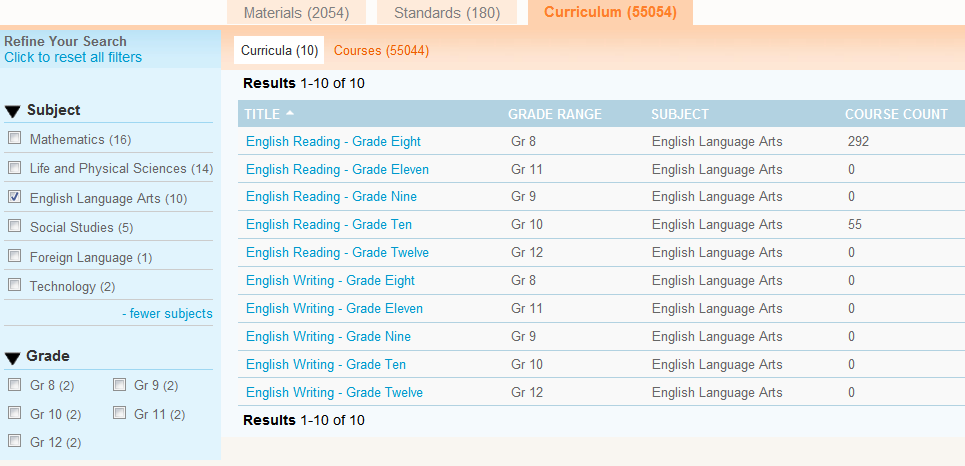 Materials (2054) Standards (180) Curriculum (55054)
Refine Your Search
Click to reset all filters
Curricula (10) Courses (55044)
Results 1-10 of 10
Subject
Mathematics (16)
Life and Physical Sciences (14)
English Language Arts (10)
Social Studies (5)
Foreign Language (1)
Technology (2)
- fewer subjects
Grade
Gr 8 (2) Gr 9 (2)
Gr 10 (2) Gr 11 (2)
Gr 12 (2)
TITLE GRADE RANGE SUBJECT COURSE COUNT
English Reading - Grade Eight Gr 8 English Language Arts 292
English Reading - Grade Eleven Gr 11 English Language Arts 0
English Reading - Grade Nine Gr 9 English Language Arts 0
English Reading - Grade Ten Gr 10 English Language Arts 55
English Reading - Grade Twelve Gr 12 English Language Arts 0
English Writing - Grade Eight Gr 8 English Language Arts 0
English Writing - Grade Eleven Gr 11 English Language Arts 0
English Writing - Grade Nine Gr 9 English Language Arts 0
English Writing - Grade Ten Gr 10 English Language Arts 0
English Writing - Grade Twelve Gr 12 English Language Arts 0
Results 1-10 of 10